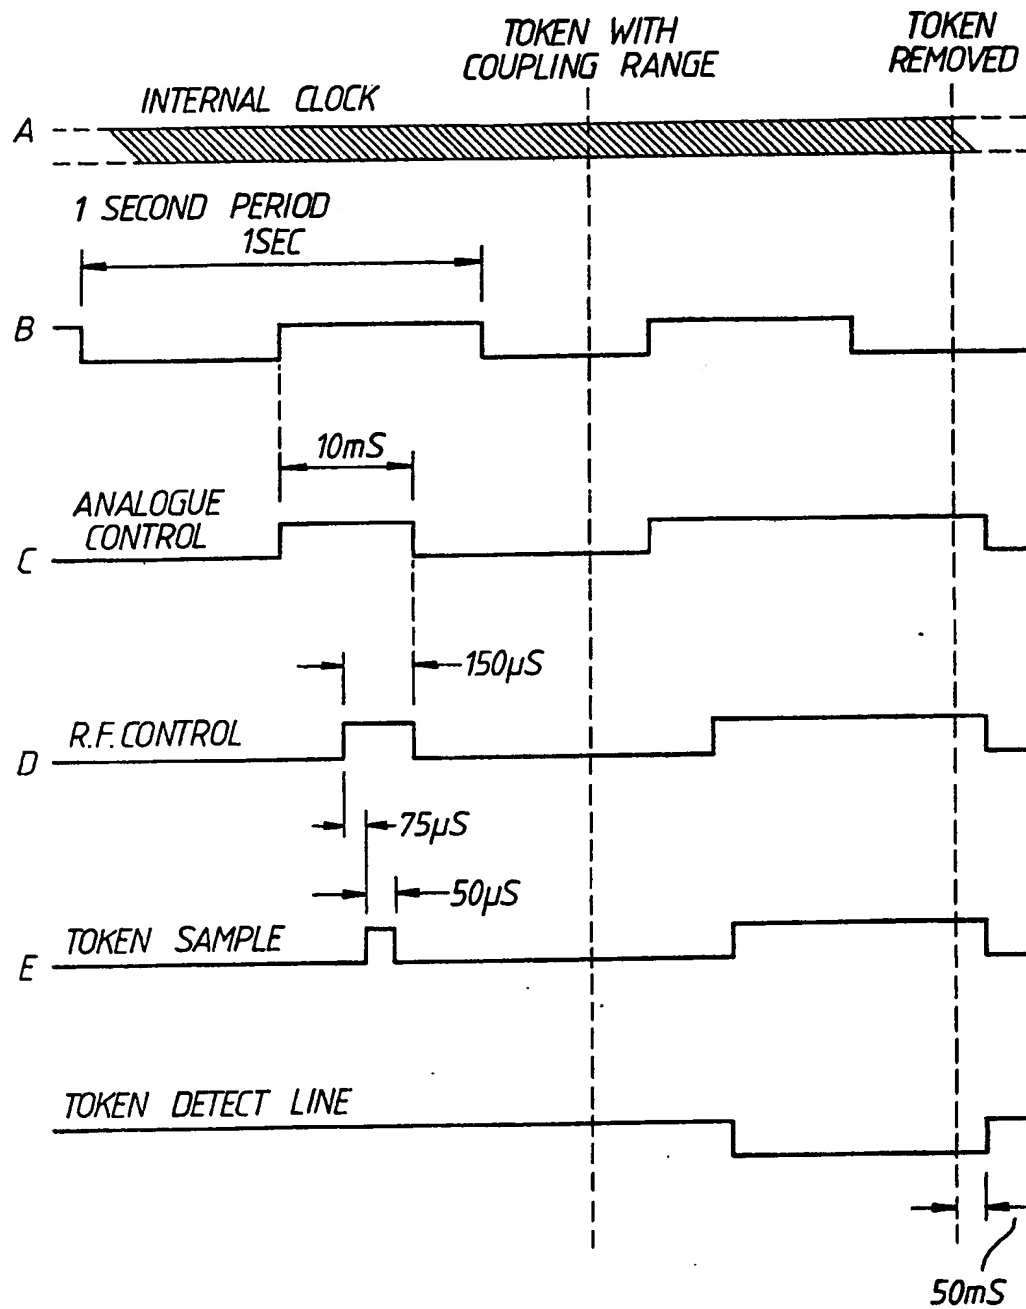 TOKEN WITH
COUPLING RANGE
TOKEN
REMOVED
INTERNAL CLOCK
A
1 SECOND PERIOD
1SEC
B
10mS
ANALOGUE
CONTROL
C
150µS
R.F. CONTROL
D
75µS
50µS
TOKEN SAMPLE
E
TOKEN DETECT LINE
50mS